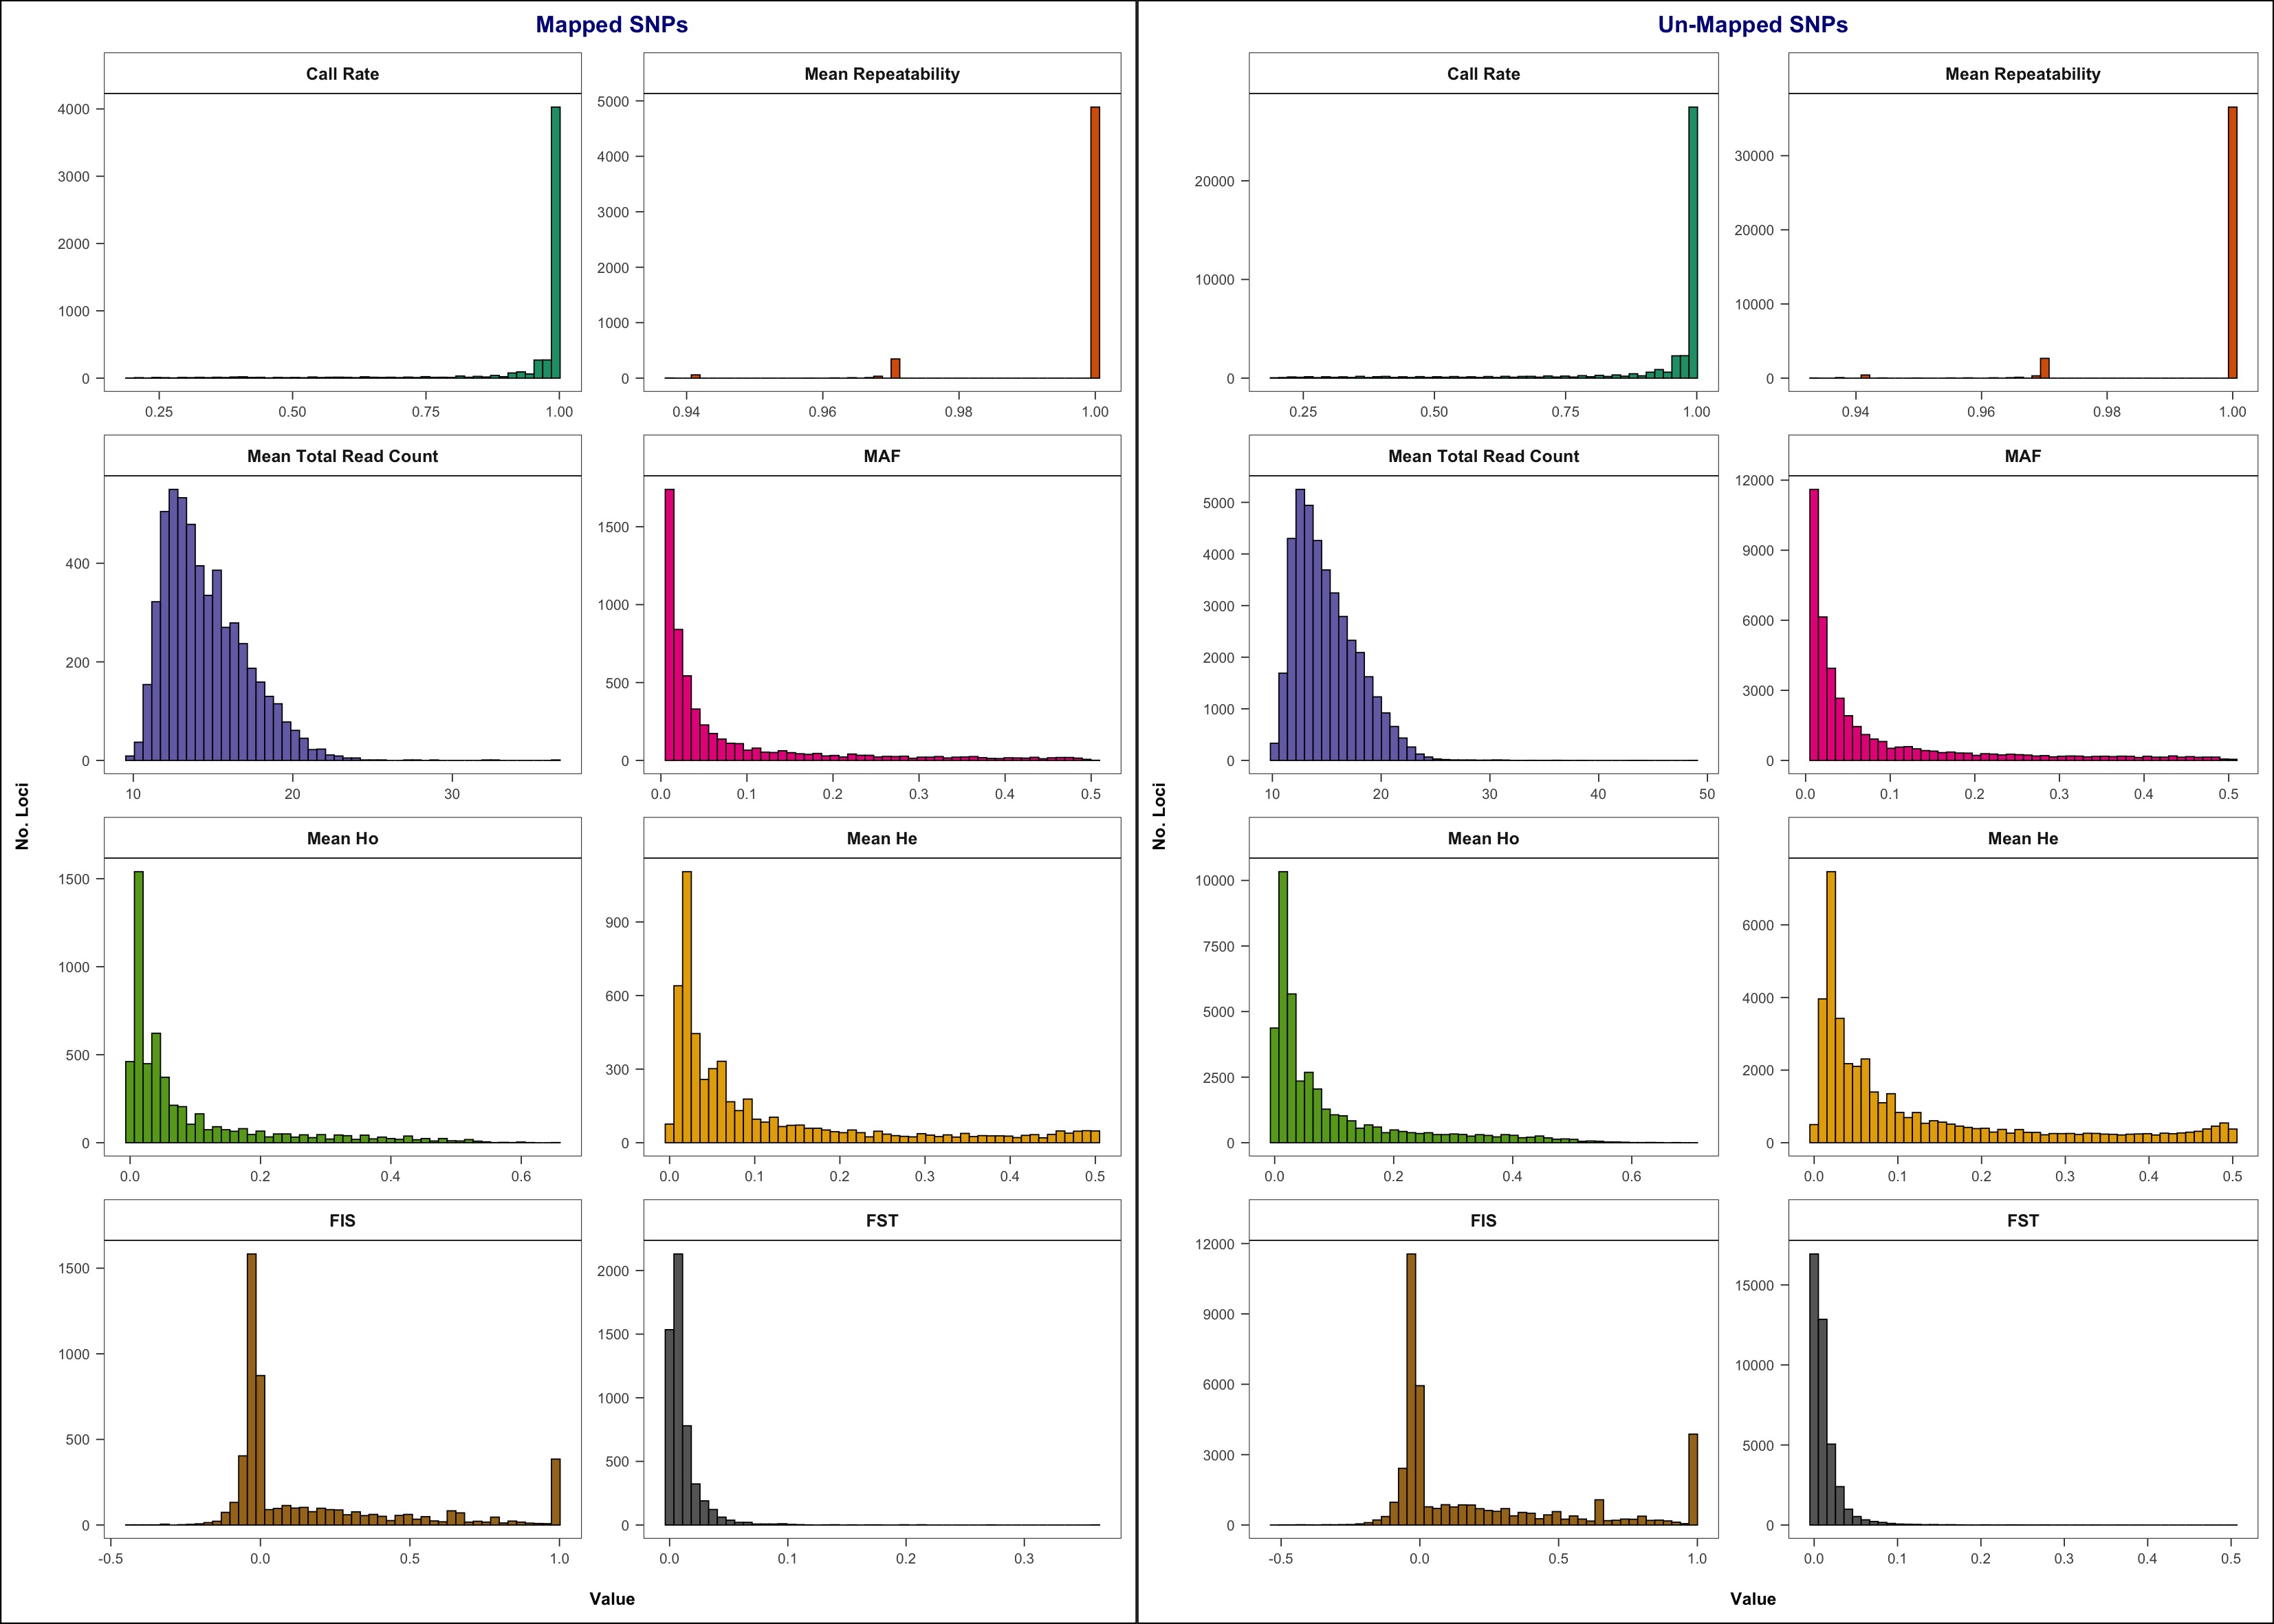 Mapped SNPs
Call Rate
4000
3000
2000
1000
0
0.25 0.50 0.75 1.00
Mean Repeatability
5000
4000
3000
2000
1000
0
0.94 0.96 0.98 1.00
Mean Total Read Count
400
200
0
10 20 30
MAF
1500
1000
500
0
0.0 0.1 0.2 0.3 0.4 0.5
Mean Ho
1500
1000
500
0
0.0 0.2 0.4 0.6
Mean He
900
600
300
0
0.0 0.1 0.2 0.3 0.4 0.5
FIS
1500
1000
500
0
-0.5 0.0 0.5 1.0
FST
2000
1500
1000
500
0
0.0 0.1 0.2 0.3
No. Loci
Value
Un-Mapped SNPs
Call Rate
20000
10000
0
0.25 0.50 0.75 1.00
Mean Repeatability
30000
20000
10000
0
0.94 0.96 0.98 1.00
Mean Total Read Count
5000
4000
3000
2000
1000
0
10 20 30 40 50
MAF
12000
9000
6000
3000
0
0.0 0.1 0.2 0.3 0.4 0.5
Mean Ho
10000
7500
5000
2500
0
0.0 0.2 0.4 0.6
Mean He
6000
4000
2000
0
0.0 0.1 0.2 0.3 0.4 0.5
FIS
12000
9000
6000
3000
0
-0.5 0.0 0.5 1.0
FST
15000
10000
5000
0
0.0 0.1 0.2 0.3 0.4 0.5
No. Loci
Value